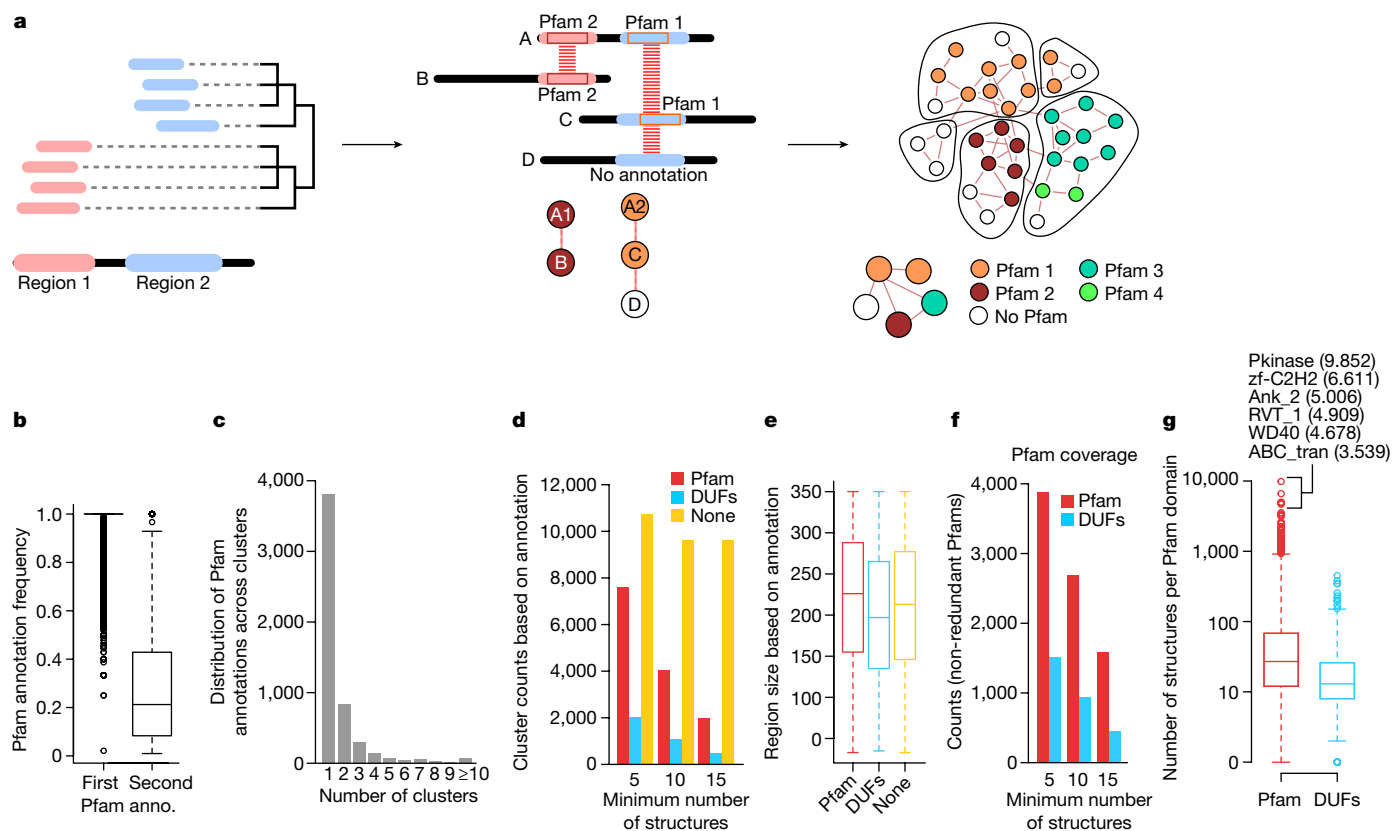 a
Pfam 2
Pfam 1
A
B
Pfam 2
Pfam 1
C
D
No annotation
A1
A2
B
C
D
Region 1
Region 2
Pfam 1
Pfam 3
Pfam 2
Pfam 4
No Pfam
b
Pfam annotation frequency
1.0
0.8
0.6
0.4
0.2
0
First
Second
Pfam anno.
c
Distribution of Pfam
annotations across clusters
4,000
3,000
2,000
1,000
0
1 2 3 4 5 6 7 8 9 ≥10
Number of clusters
d
Cluster counts based on annotation
12,000
10,000
8,000
6,000
4,000
2,000
0
Pfam
DUFs
None
5 10 15
Minimum number
of structures
e
Region size based on annotation
350
300
250
200
150
100
50
0
Pfam
DUFs
None
f
Pfam coverage
Counts (non-redundant Pfams)
4,000
3,000
2,000
1,000
0
Pfam
DUFs
5 10 15
Minimum number
of structures
g
Pkinase (9.852)
zf-C2H2 (6.611)
Ank_2 (5.006)
RVT_1 (4.909)
WD40 (4.678)
ABC_tran (3.539)
Number of structures per Pfam domain
10,000
1,000
100
10
0
Pfam
DUFs